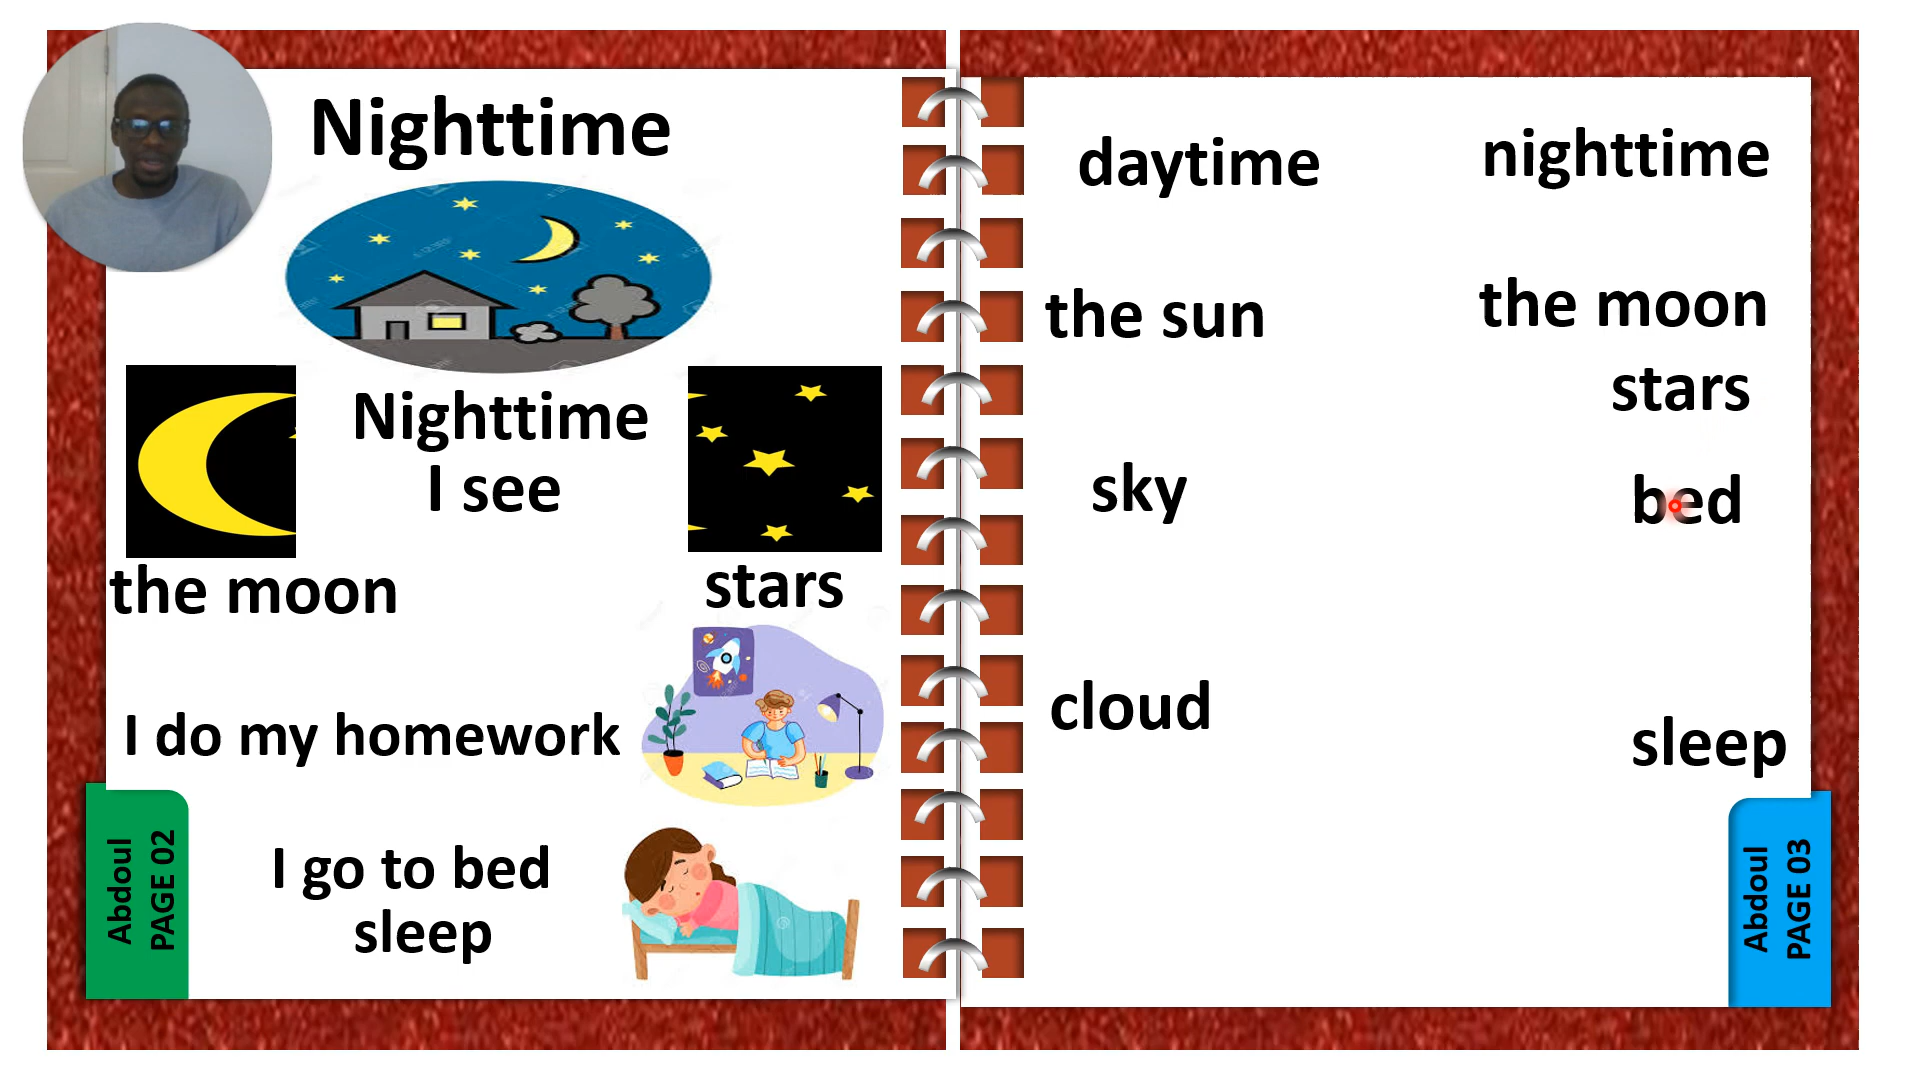 Nighttime
Nighttime
I see
the moon
stars
I do my homework
I go to bed
sleep
Abdoul
PAGE 02
daytime
nighttime
the sun
the moon
stars
sky
bed
cloud
sleep
Abdoul
PAGE 03